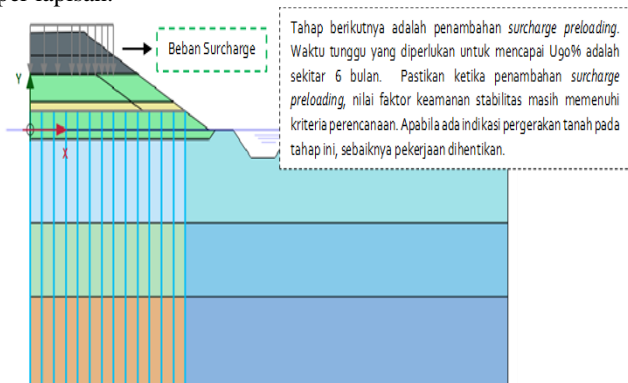 per lapisan.
Beban Surcharge
Tahap berikutnya adalah penambahan surcharge preloading.
Waktu tunggu yang diperlukan untuk mencapai U90% adalah
sekitar 6 bulan. Pastikan ketika penambahan surcharge
preloading, nilai faktor keamanan stabilitas masih memenuhi
kriteria perencanaan. Apabila ada indikasi pergerakan tanah pada
tahap ini, sebaiknya pekerjaan dihentikan.
Y
X